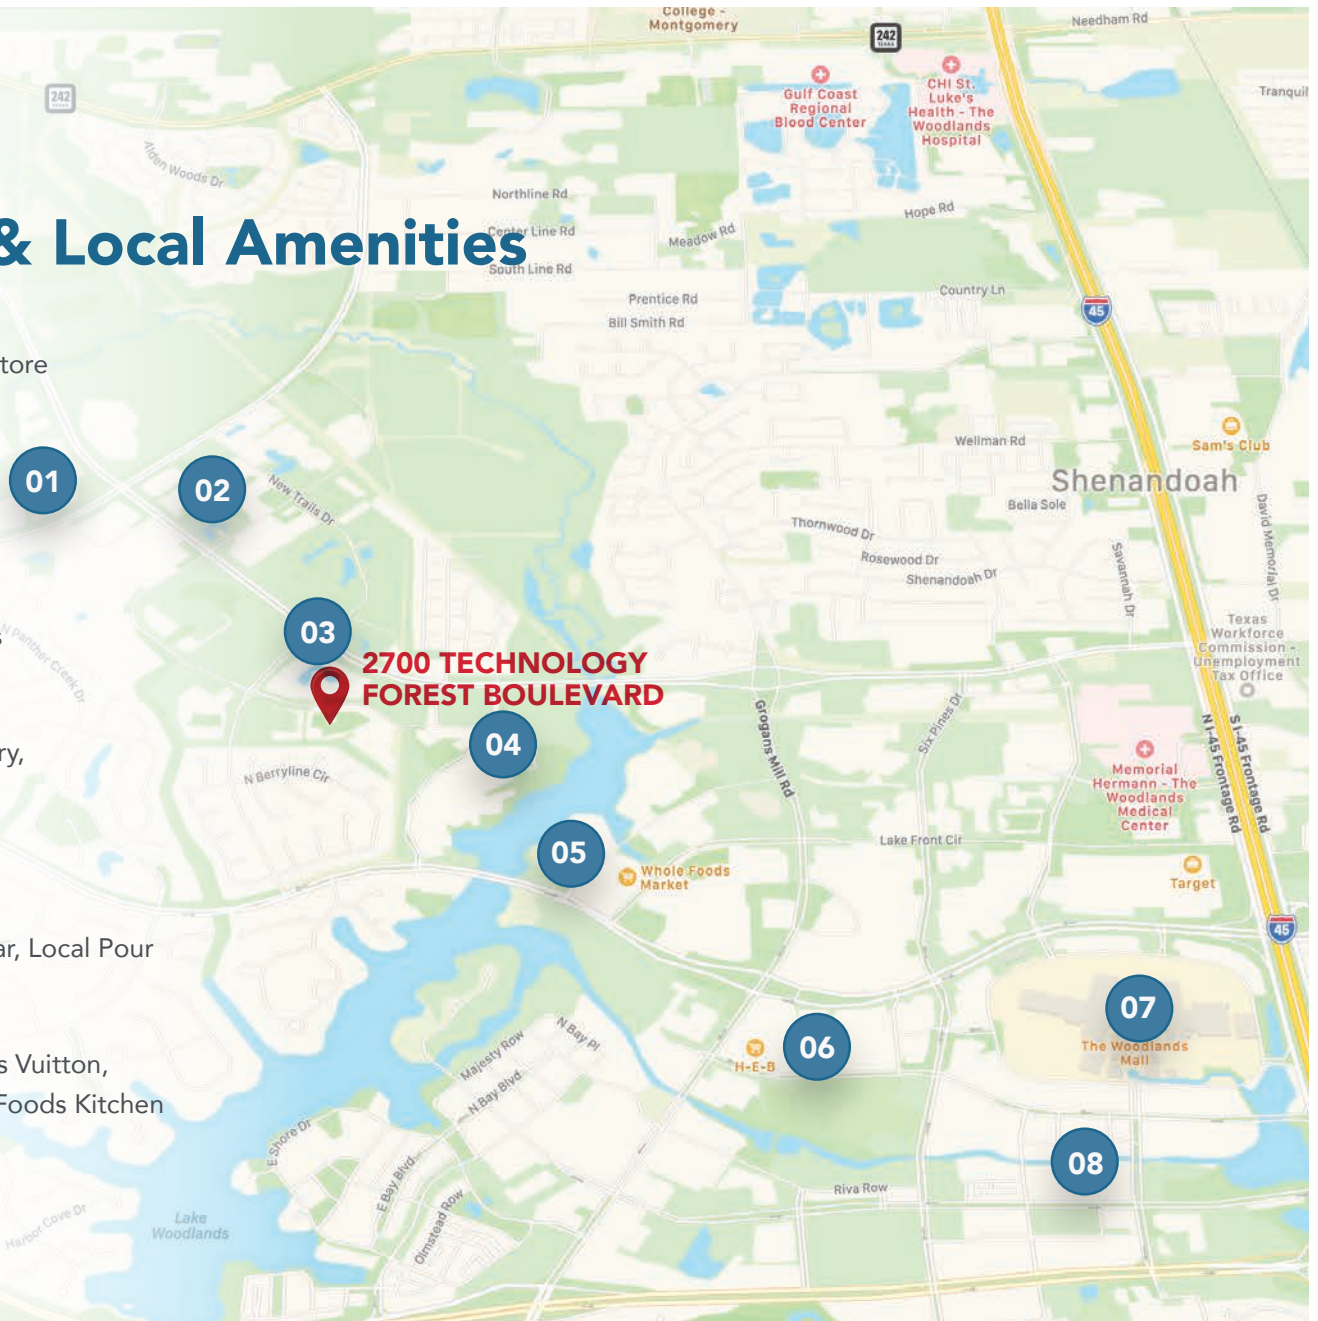 College -
Montgomery
242
TEXAS
Needham Rd
242
TEXAS
Gulf Coast
Regional
Blood Center
CHI St.
Luke's
Health - The
Woodlands
Hospital
Tranquil
Alden Woods Dr
Northline Rd
Hope Rd
& Local Amenities
Center Line Rd
Meadow Rd
South Line Rd
Country Ln
Prentice Rd
Bill Smith Rd
45
tore
Wellman Rd
Sam's Club
Shenandoah
01
02
New Trails Dr
Bella Sole
David Memorial Dr
Thornwood Dr
Rosewood Dr
Shenandoah Dr
Savannah Dr
03
s
N Panther Creek Dr
Texas
Workforce
Commission -
Unemployment
Tax Office
2700 TECHNOLOGY
FOREST BOULEVARD
Grogans Mill Rd
Six Pines Dr
N I-45 Frontage Rd
S I-45 Frontage Rd
04
ry,
N Berryline Cir
Memorial
Hermann - The
Woodlands
Medical
Center
Lake Front Cir
05
Whole Foods
Market
Target
45
ar, Local Pour
07
The Woodlands
Mall
06
H-E-B
N Bay Pl
Majesty Row
N Bay Blvd
s Vuitton,
Foods Kitchen
E Shore Dr
08
E Bay Blvd
Riva Row
Olmstead Row
Harbor Cove Dr
Lake
Woodlands